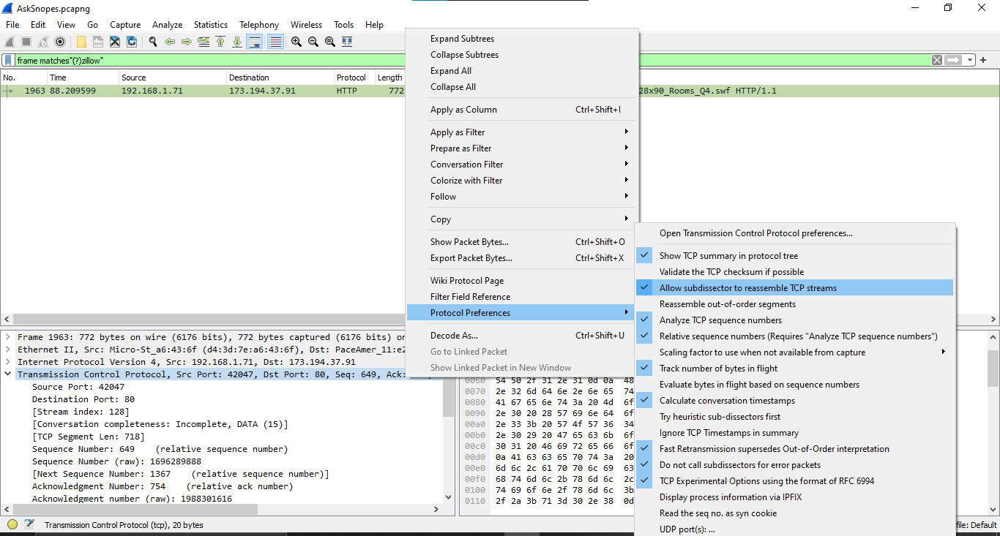 AskSnopes.pcapng
File Edit View Go Capture Analyze Statistics Telephony Wireless Tools Help
frame matches"(?)zillow"
No. Time Source Destination Protocol Length
1963 88.209599 192.168.1.71 173.194.37.91 HTTP 772 28x90_Rooms_Q4.swf HTTP/1.1
Expand Subtrees
Collapse Subtrees
Expand All
Collapse All
Apply as Column Ctrl+Shift+I
Apply as Filter
Prepare as Filter
Conversation Filter
Colorize with Filter
Follow
Copy
Show Packet Bytes... Ctrl+Shift+O
Export Packet Bytes... Ctrl+Shift+X
Wiki Protocol Page
Filter Field Reference
Protocol Preferences
Decode As... Ctrl+Shift+U
Go to Linked Packet
Show Linked Packet in New Window
Open Transmission Control Protocol preferences...
Show TCP summary in protocol tree
Validate the TCP checksum if possible
Allow subdissector to reassemble TCP streams
Reassemble out-of-order segments
Analyze TCP sequence numbers
Relative sequence numbers (Requires "Analyze TCP sequence numbers")
Scaling factor to use when not available from capture
Track number of bytes in flight
Evaluate bytes in flight based on sequence numbers
Calculate conversation timestamps
Try heuristic sub-dissectors first
Ignore TCP Timestamps in summary
Fast Retransmission supersedes Out-of-Order interpretation
Do not call subdissectors for error packets
TCP Experimental Options using the format of RFC 6994
Display process information via IPFIX
Read the seq no. as syn cookie
UDP port(s): ...
Frame 1963: 772 bytes on wire (6176 bits), 772 bytes captured (6176 bits) on
Ethernet II, Src: Micro-St_a6:43:6f (d4:3d:7e:a6:43:6f), Dst: PaceAmer_11:e2
Internet Protocol Version 4, Src: 192.168.1.71, Dst: 173.194.37.91
Transmission Control Protocol, Src Port: 42047, Dst Port: 80, Seq: 649, Ack:
Source Port: 42047
Destination Port: 80
[Stream index: 128]
[Conversation completeness: Incomplete, DATA (15)]
[TCP Segment Len: 718]
Sequence Number: 649 (relative sequence number)
Sequence Number (raw): 1696289888
[Next Sequence Number: 1367 (relative sequence number)]
Acknowledgment Number: 754 (relative ack number)
Acknowledgment number (raw): 1988301616
0060 54 50 2f 31 2e 31 0d 0a 48
0070 2e 32 6d 64 6e 2e 6e 65 74
0080 41 67 65 6e 74 3a 20 4d 6f
0090 2e 30 20 28 57 69 6e 64 6f
00a0 2e 33 3b 20 57 4f 57 36 34
00b0 2e 30 29 20 47 65 63 6b 6f
00c0 30 31 20 46 69 72 65 66 6f
00d0 0a 41 63 63 65 70 74 3a 20
00e0 6d 6c 2c 61 70 70 6c 69 63
00f0 68 74 6d 6c 2b 78 6d 6c 2c
0100 74 69 6f 6e 2f 78 6d 6c 3b
0110 2f 2a 3b 71 3d 30 2e 38 0d
Transmission Control Protocol (tcp), 20 bytes
file: Default